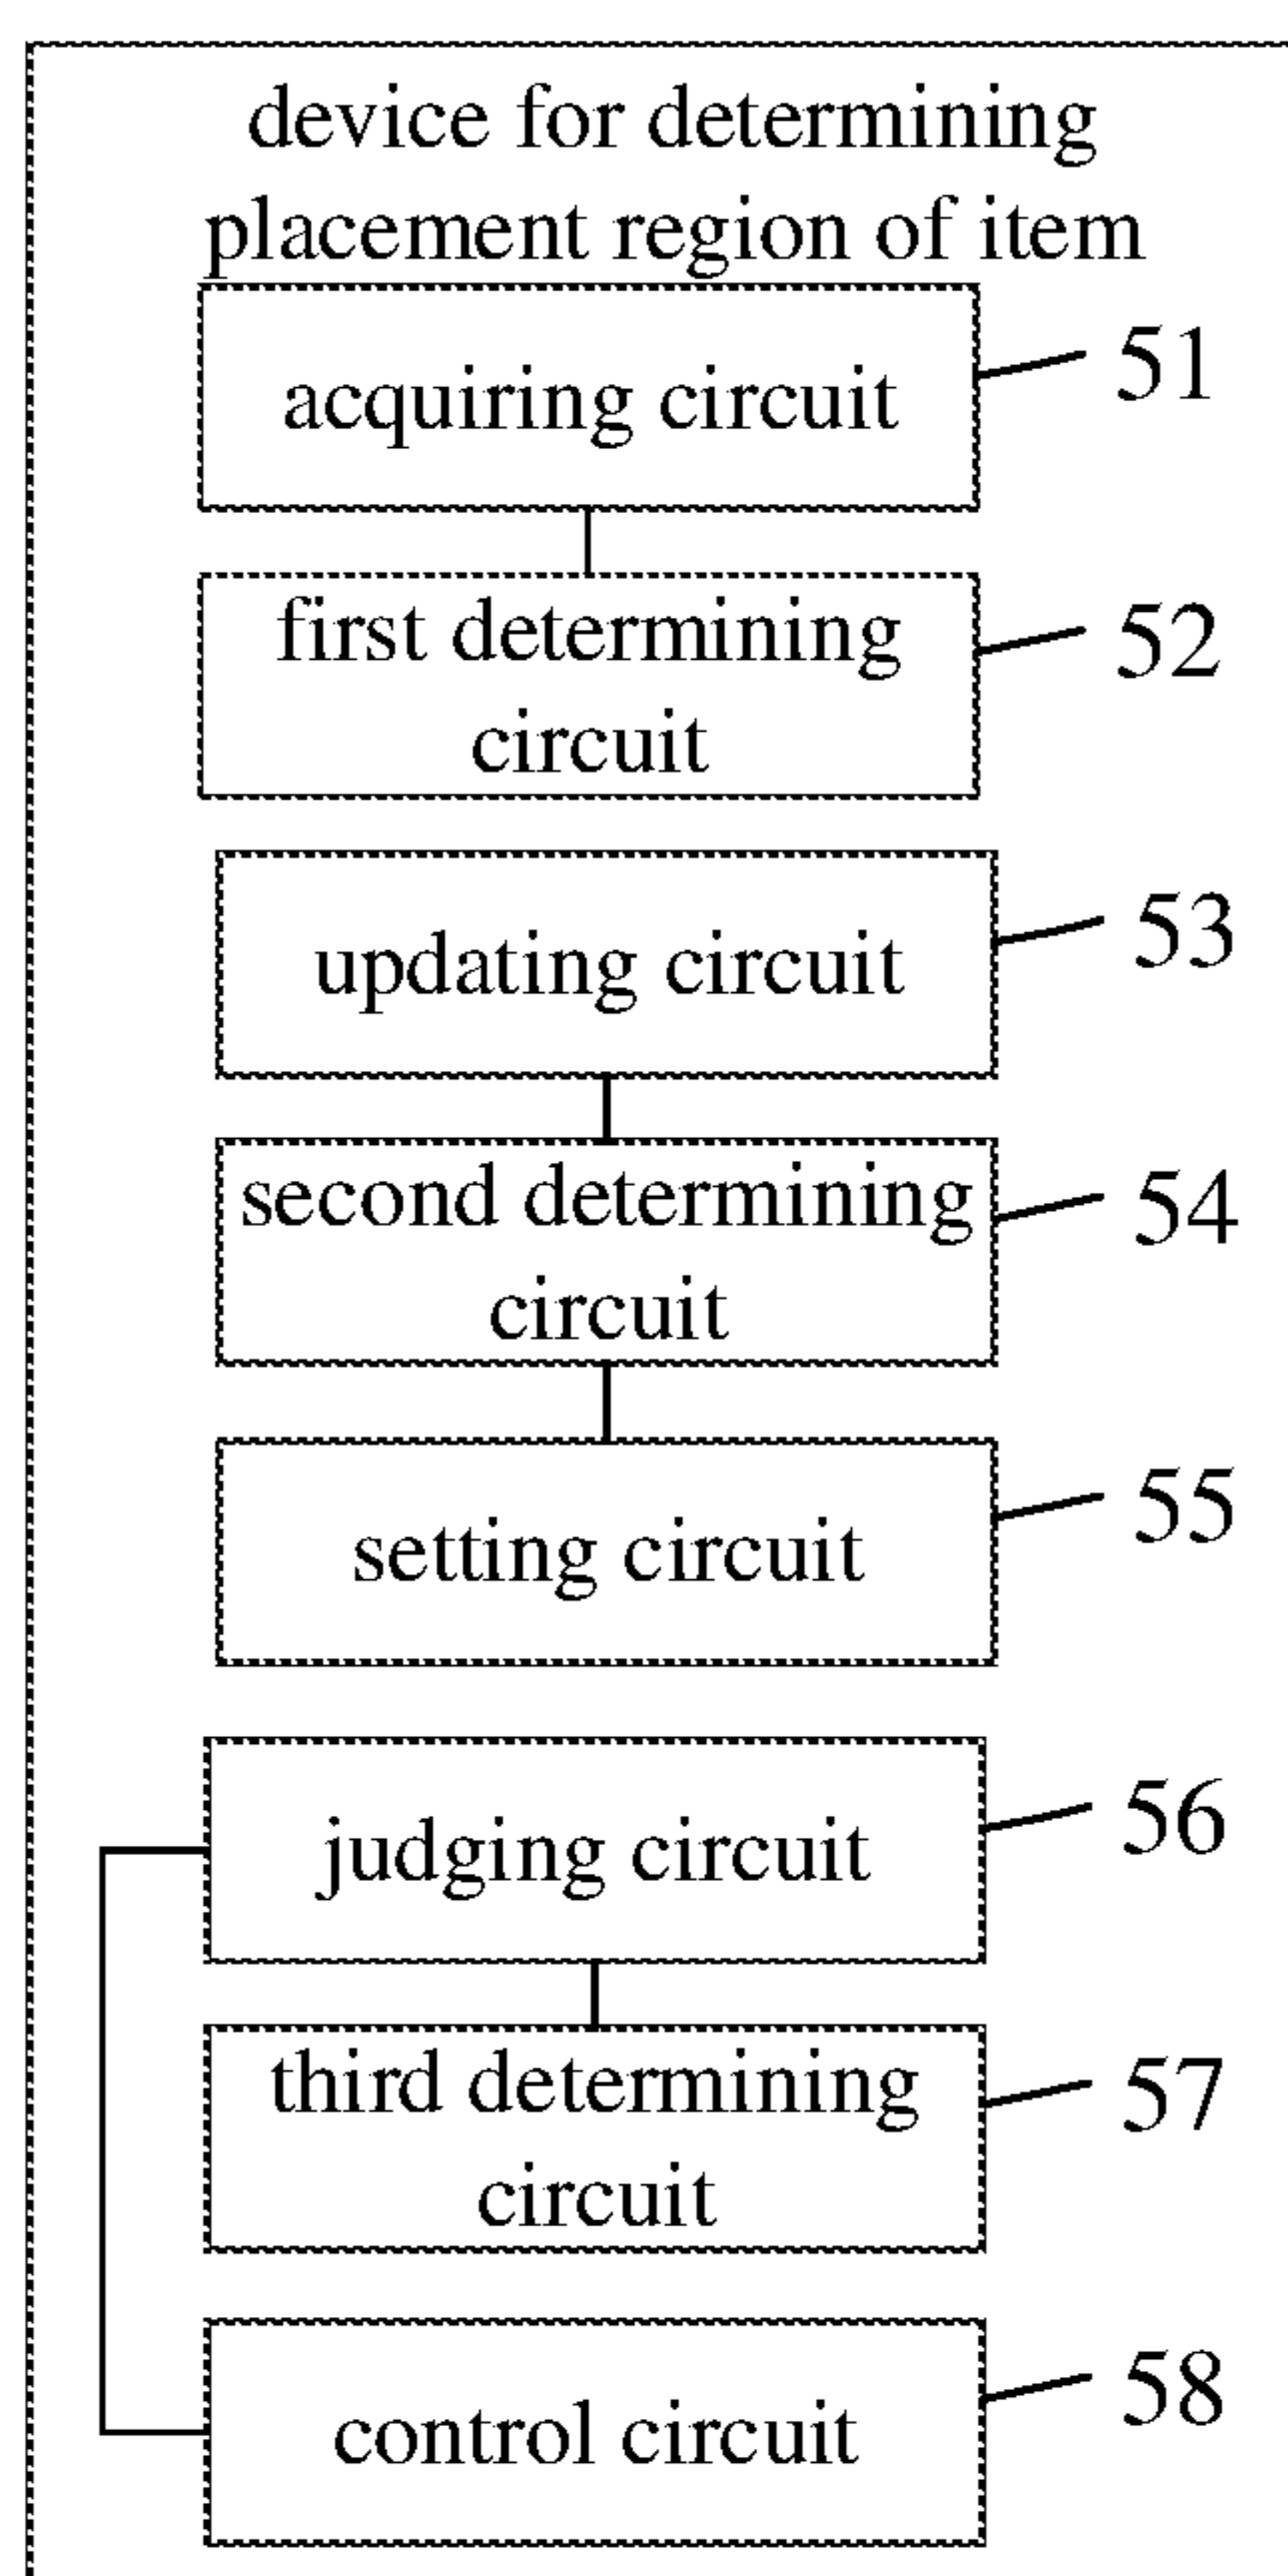 device for determining
placement region of item
acquiring circuit
51
first determining
circuit
52
updating circuit
53
second determining
circuit
54
setting circuit
55
judging circuit
56
third determining
circuit
57
control circuit
58